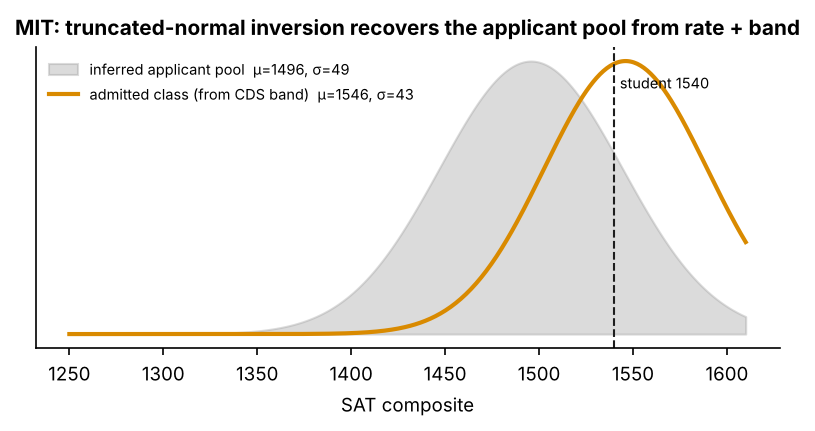 MIT: truncated-normal inversion recovers the applicant pool from rate + band
inferred applicant pool  μ=1496, σ=49
admitted class (from CDS band)  μ=1546, σ=43
student 1540
1250 1300 1350 1400 1450 1500 1550 1600
SAT composite